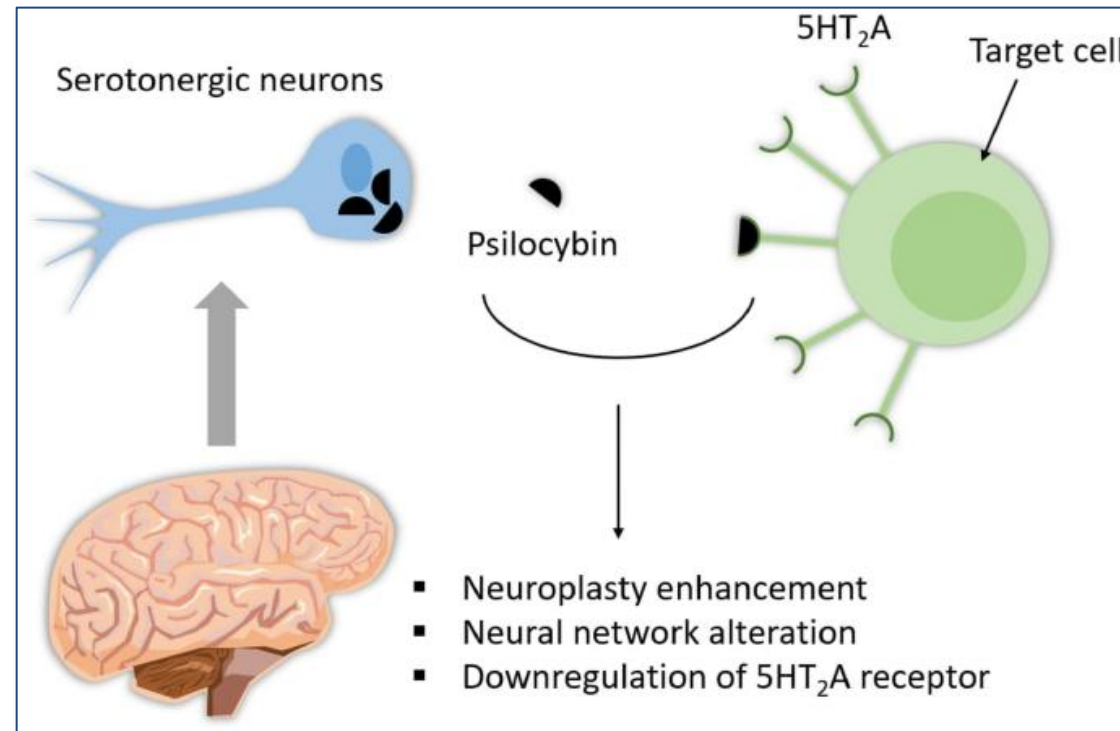 5HT₂A
Target cell
Serotonergic neurons
Psilocybin
▪ Neuroplasty enhancement
▪ Neural network alteration
▪ Downregulation of 5HT₂A receptor